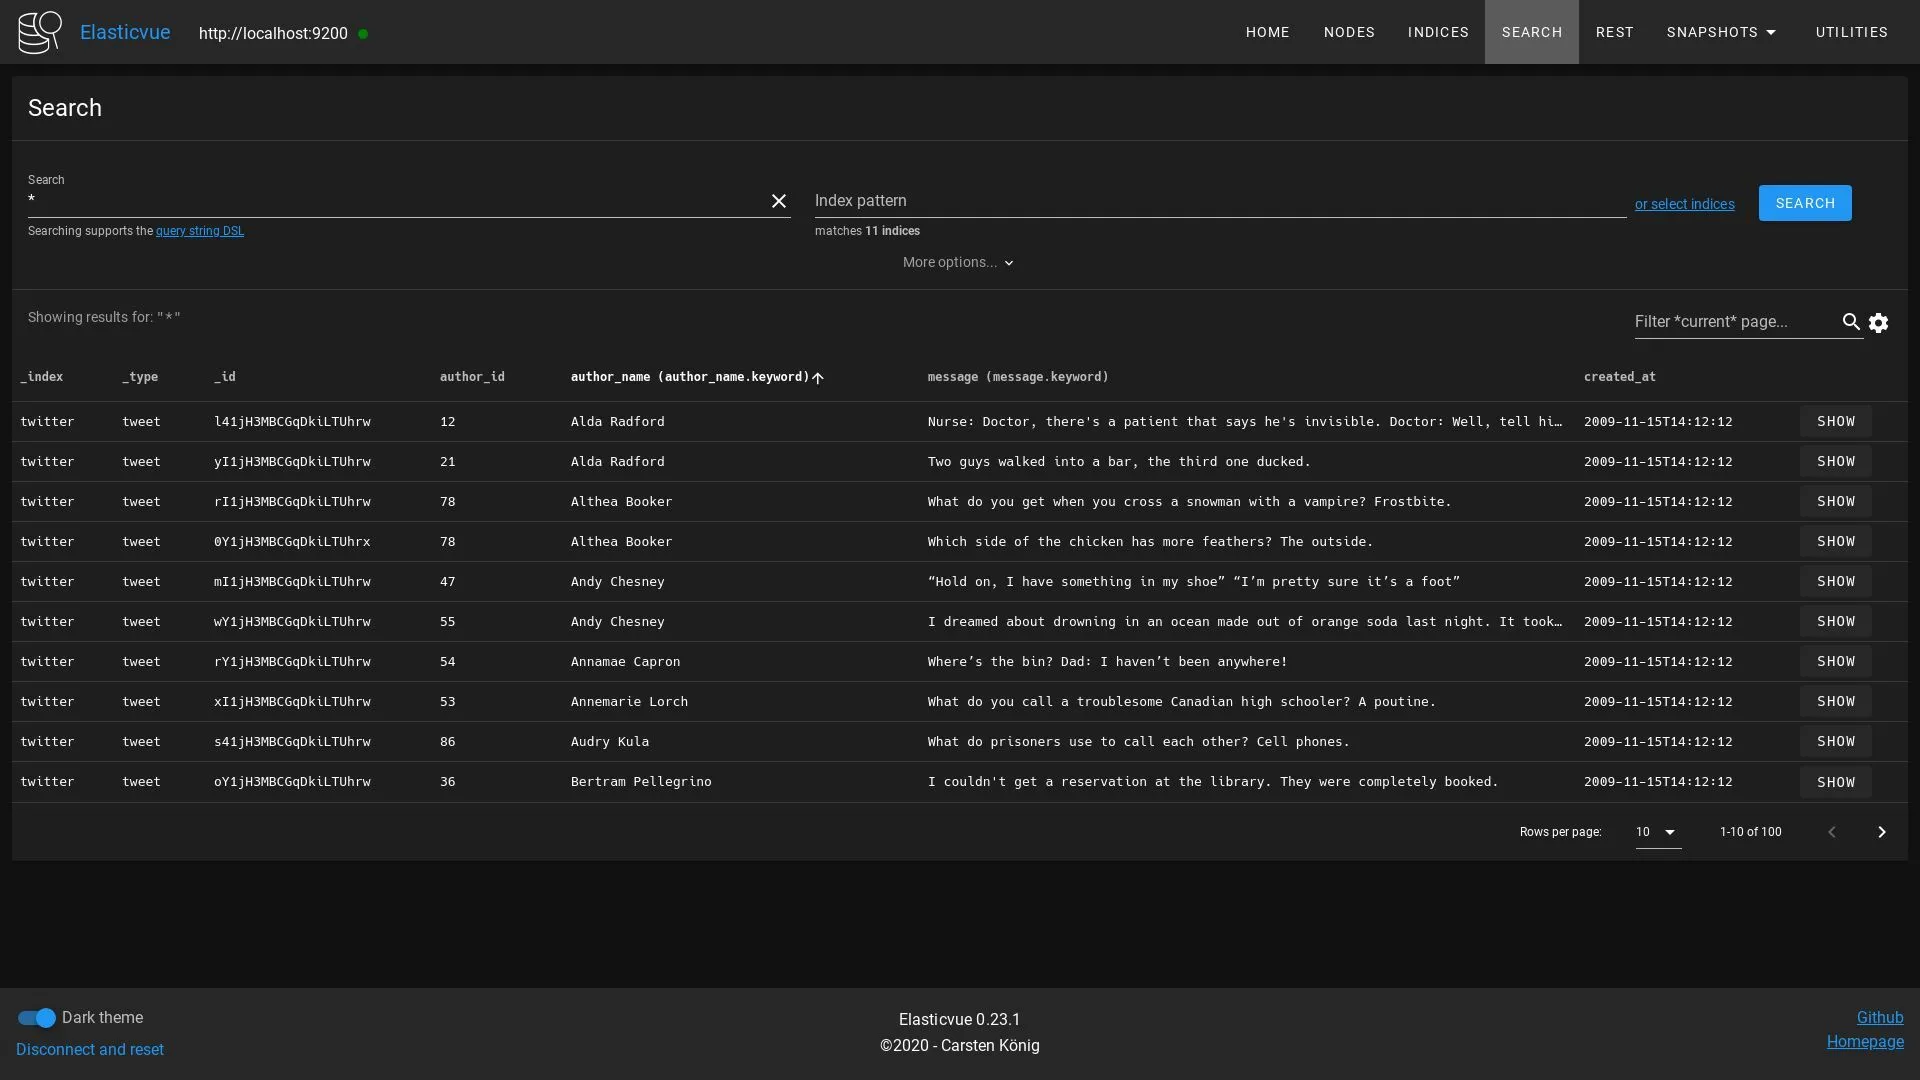 Elasticvue http://localhost:9200 HOME NODES INDICES SEARCH REST SNAPSHOTS UTILITIES
Search
Search
* Index pattern or select indices SEARCH
Searching supports the query string DSL matches 11 indices
More options...
Showing results for: "*" Filter *current* page...
_index _type _id author_id author_name (author_name.keyword) message (message.keyword) created_at
twitter tweet l41jH3MBCGqDkiLTUhrw 12 Alda Radford Nurse: Doctor, there's a patient that says he's invisible. Doctor: Well, tell hi… 2009-11-15T14:12:12 SHOW
twitter tweet yI1jH3MBCGqDkiLTUhrw 21 Alda Radford Two guys walked into a bar, the third one ducked. 2009-11-15T14:12:12 SHOW
twitter tweet rI1jH3MBCGqDkiLTUhrw 78 Althea Booker What do you get when you cross a snowman with a vampire? Frostbite. 2009-11-15T14:12:12 SHOW
twitter tweet 0Y1jH3MBCGqDkiLTUhrx 78 Althea Booker Which side of the chicken has more feathers? The outside. 2009-11-15T14:12:12 SHOW
twitter tweet mI1jH3MBCGqDkiLTUhrw 47 Andy Chesney “Hold on, I have something in my shoe” “I’m pretty sure it’s a foot” 2009-11-15T14:12:12 SHOW
twitter tweet wY1jH3MBCGqDkiLTUhrw 55 Andy Chesney I dreamed about drowning in an ocean made out of orange soda last night. It took… 2009-11-15T14:12:12 SHOW
twitter tweet rY1jH3MBCGqDkiLTUhrw 54 Annamae Capron Where’s the bin? Dad: I haven’t been anywhere! 2009-11-15T14:12:12 SHOW
twitter tweet xI1jH3MBCGqDkiLTUhrw 53 Annemarie Lorch What do you call a troublesome Canadian high schooler? A poutine. 2009-11-15T14:12:12 SHOW
twitter tweet s41jH3MBCGqDkiLTUhrw 86 Audry Kula What do prisoners use to call each other? Cell phones. 2009-11-15T14:12:12 SHOW
twitter tweet oY1jH3MBCGqDkiLTUhrw 36 Bertram Pellegrino I couldn't get a reservation at the library. They were completely booked. 2009-11-15T14:12:12 SHOW
Rows per page: 10 1-10 of 100
Dark theme Elasticvue 0.23.1 Github
Disconnect and reset ©2020 - Carsten König Homepage